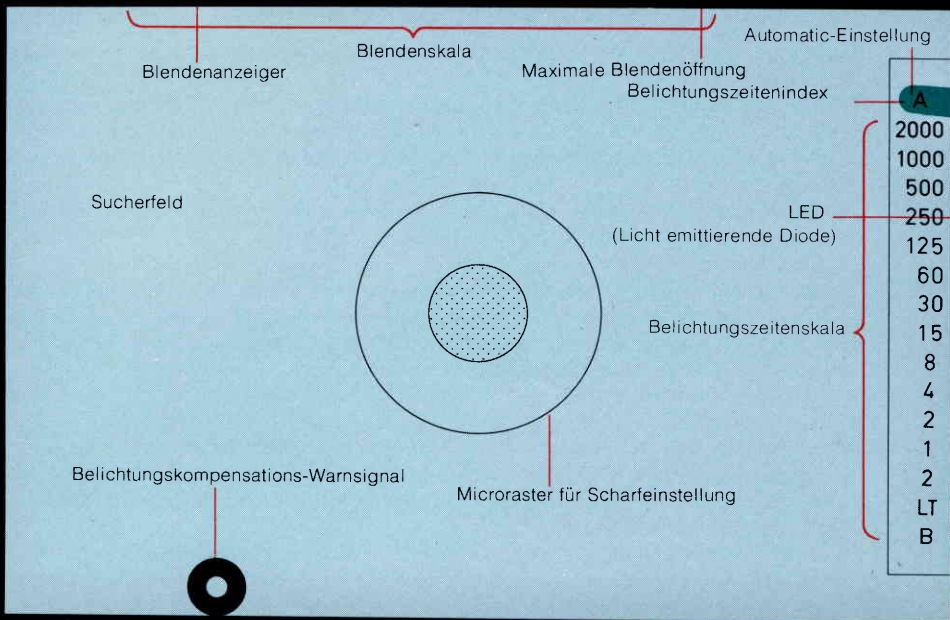 Automatic-Einstellung
Blendenskala
Blendenanzeiger
Maximale Blendenöffnung
Belichtungszeitenindex
A
2000
1000
500
250
125
60
30
15
8
4
2
1
2
LT
B
Sucherfeld
LED
(Licht emittierende Diode)
Belichtungszeitenskala
Belichtungskompensations-Warnsignal
Microraster für Scharfeinstellung